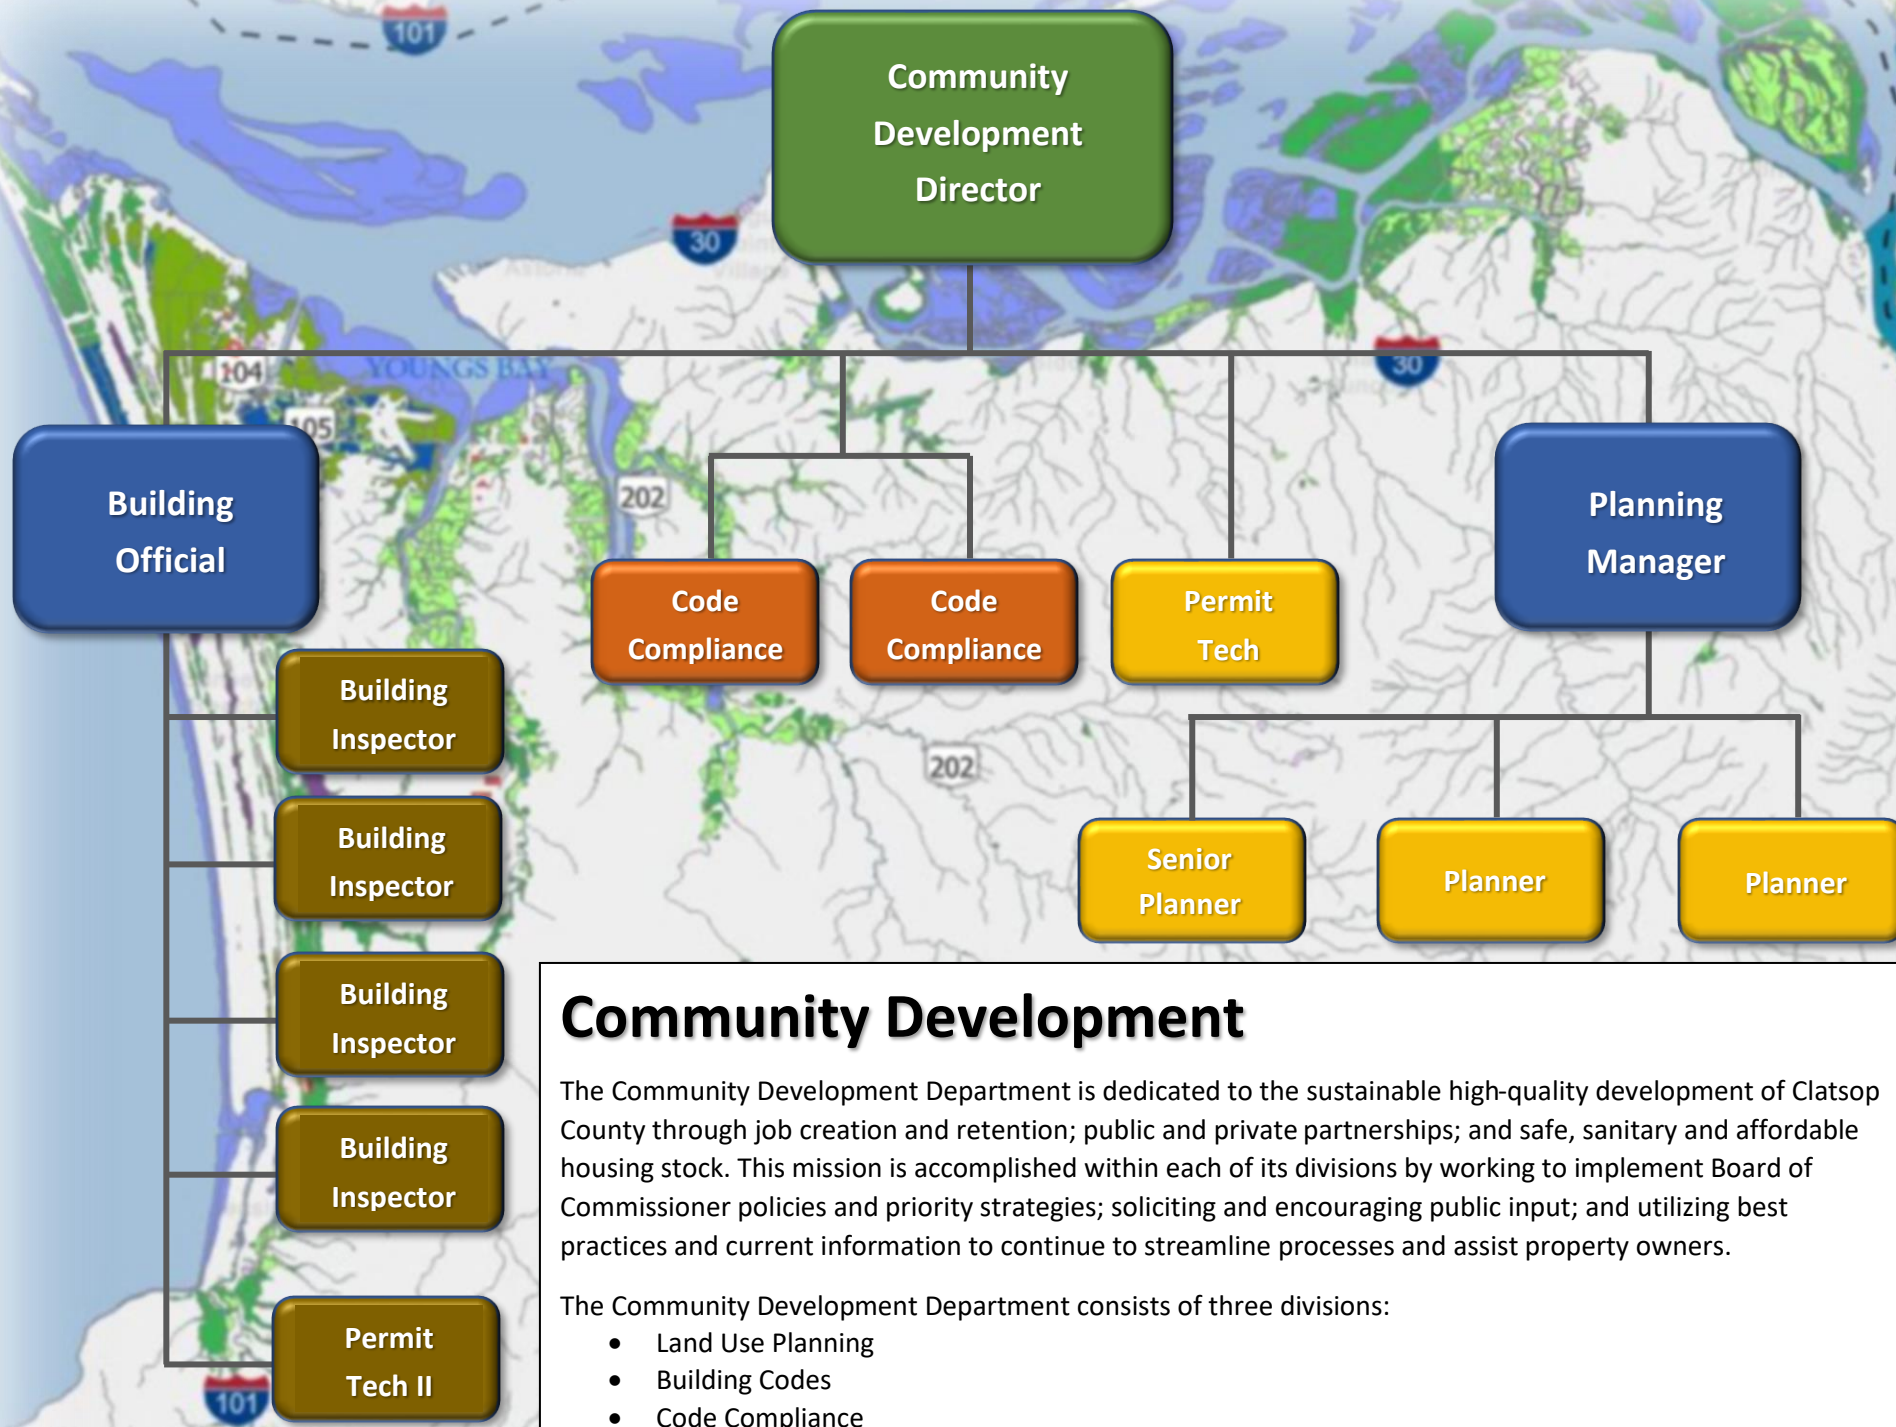 101
Community
Development
Director
30
Astoria
Village
104
YOUNGS BAY
30
105
Building
Official
202
Planning
Manager
Code
Compliance
Code
Compliance
Permit
Tech
Building
Inspector
202
Building
Inspector
Senior
Planner
Planner
Planner
Building
Inspector
Community Development
The Community Development Department is dedicated to the sustainable high-quality development of Clatsop
County through job creation and retention; public and private partnerships; and safe, sanitary and affordable
housing stock. This mission is accomplished within each of its divisions by working to implement Board of
Commissioner policies and priority strategies; soliciting and encouraging public input; and utilizing best
practices and current information to continue to streamline processes and assist property owners.
Building
Inspector
The Community Development Department consists of three divisions:
• Land Use Planning
• Building Codes
• Code Compliance
Permit
Tech II
101